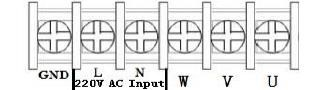 GND L N W V U
220V AC Input